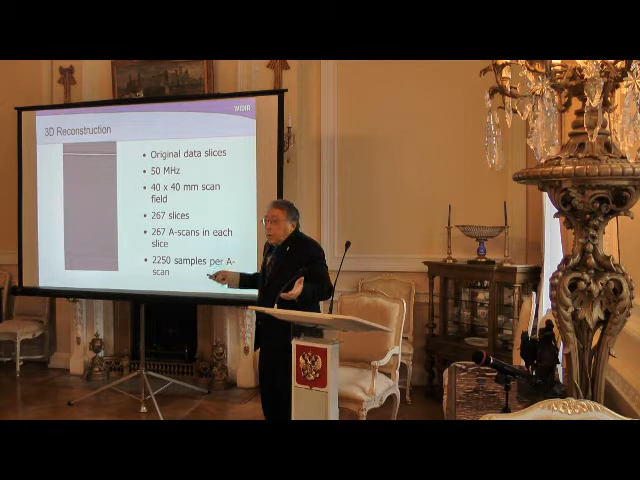 WIDIR
3D Reconstruction
• Original data slices
• 50 MHz
• 40 x 40 mm scan
field
• 267 slices
• 267 A-scans in each
slice
• 2250 samples per A-
scan